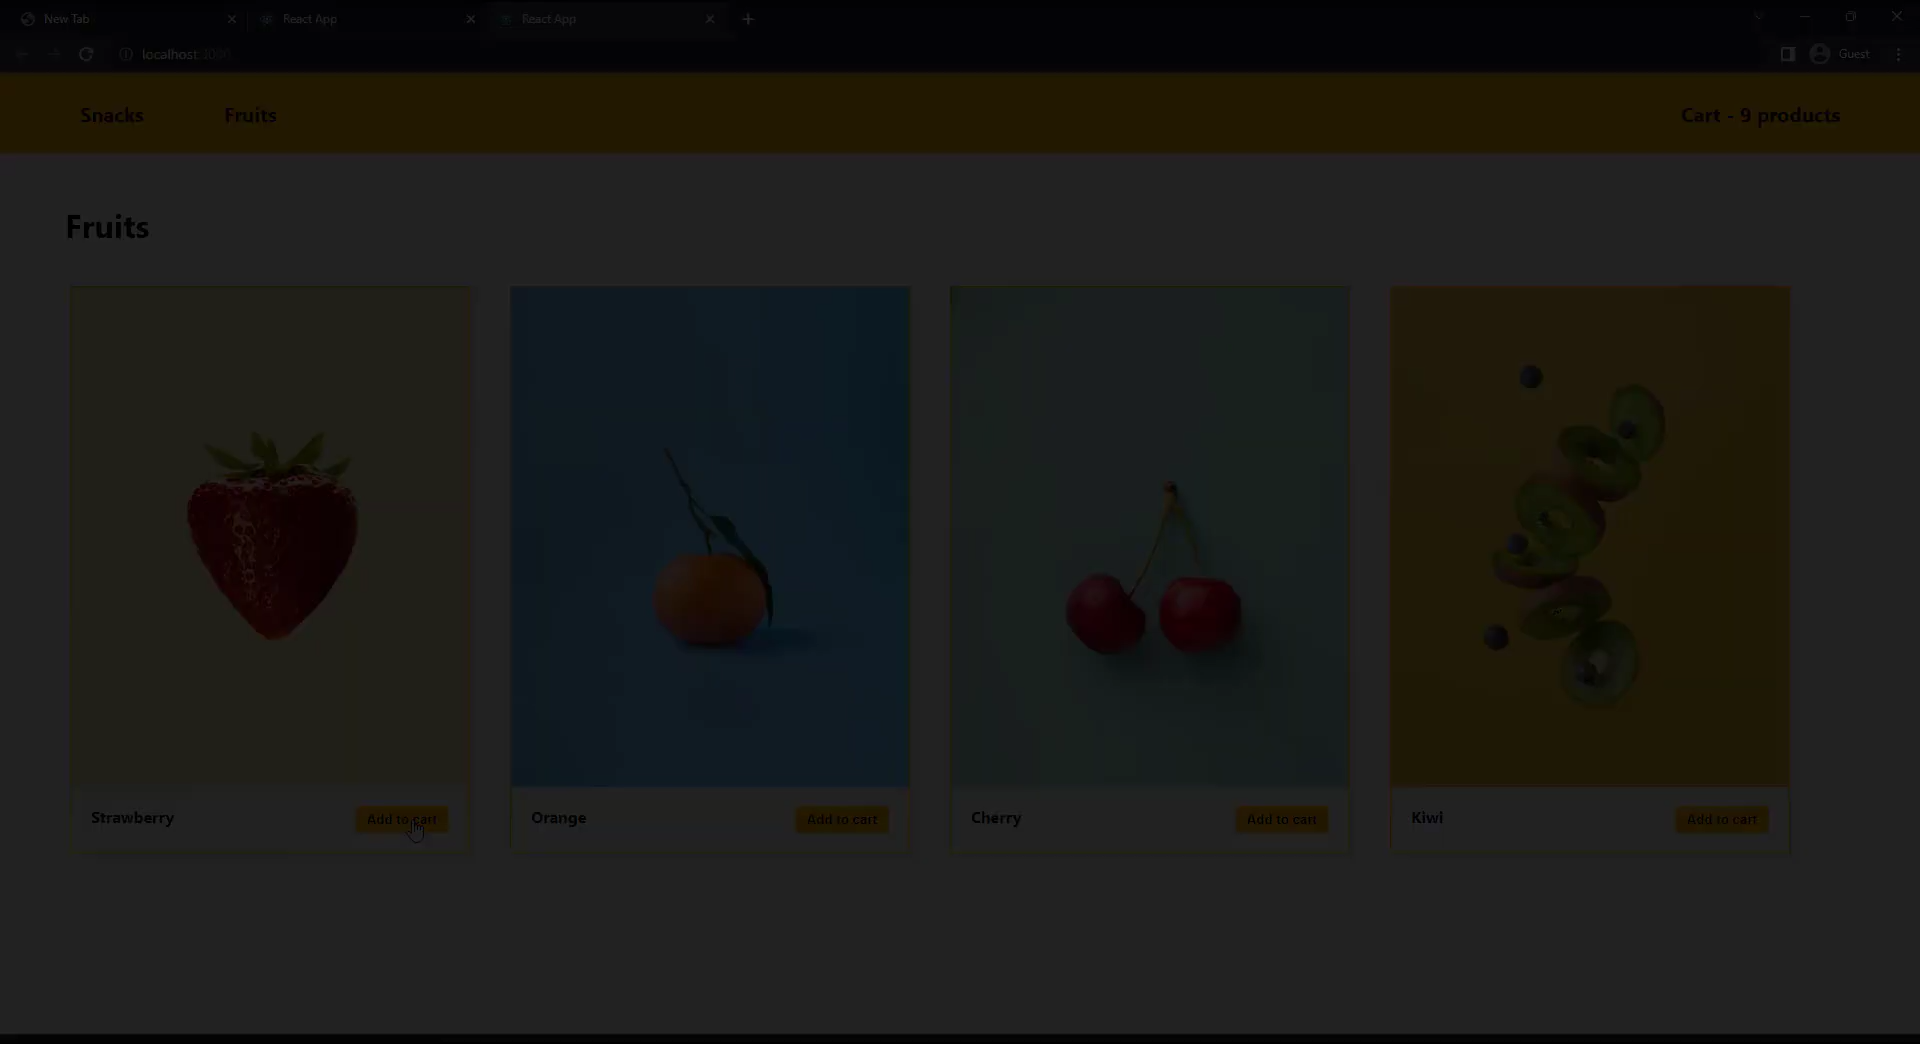 New Tab
React App
React App
localhost:3000
Guest
Snacks
Fruits
Cart - 9 products
Fruits
Strawberry
Add to cart
Orange
Add to cart
Cherry
Add to cart
Kiwi
Add to cart